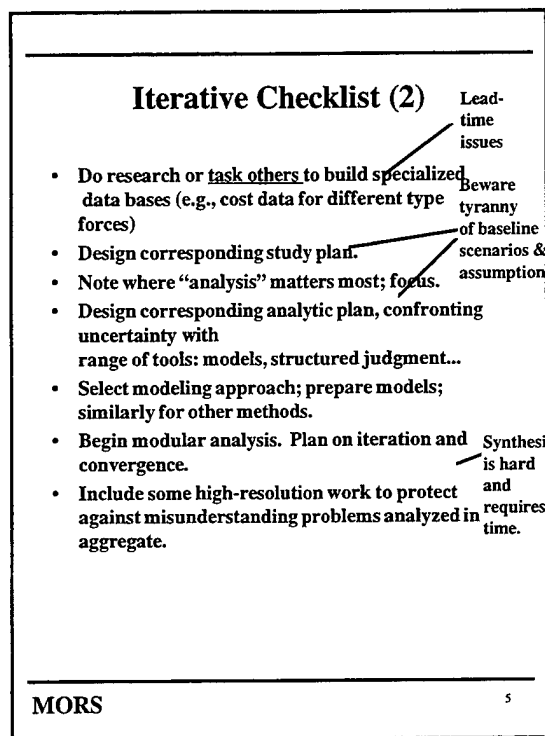 Iterative Checklist (2)
Lead-
time
issues
• Do research or task others to build specialized
data bases (e.g., cost data for different type
forces)
Beware
tyranny
of baseline
scenarios &
assumption
• Design corresponding study plan.
• Note where “analysis” matters most; focus.
• Design corresponding analytic plan, confronting
uncertainty with
range of tools: models, structured judgment...
• Select modeling approach; prepare models;
similarly for other methods.
• Begin modular analysis. Plan on iteration and
convergence.
Synthesi
is hard
and
requires
time.
• Include some high-resolution work to protect
against misunderstanding problems analyzed in
aggregate.
MORS
5